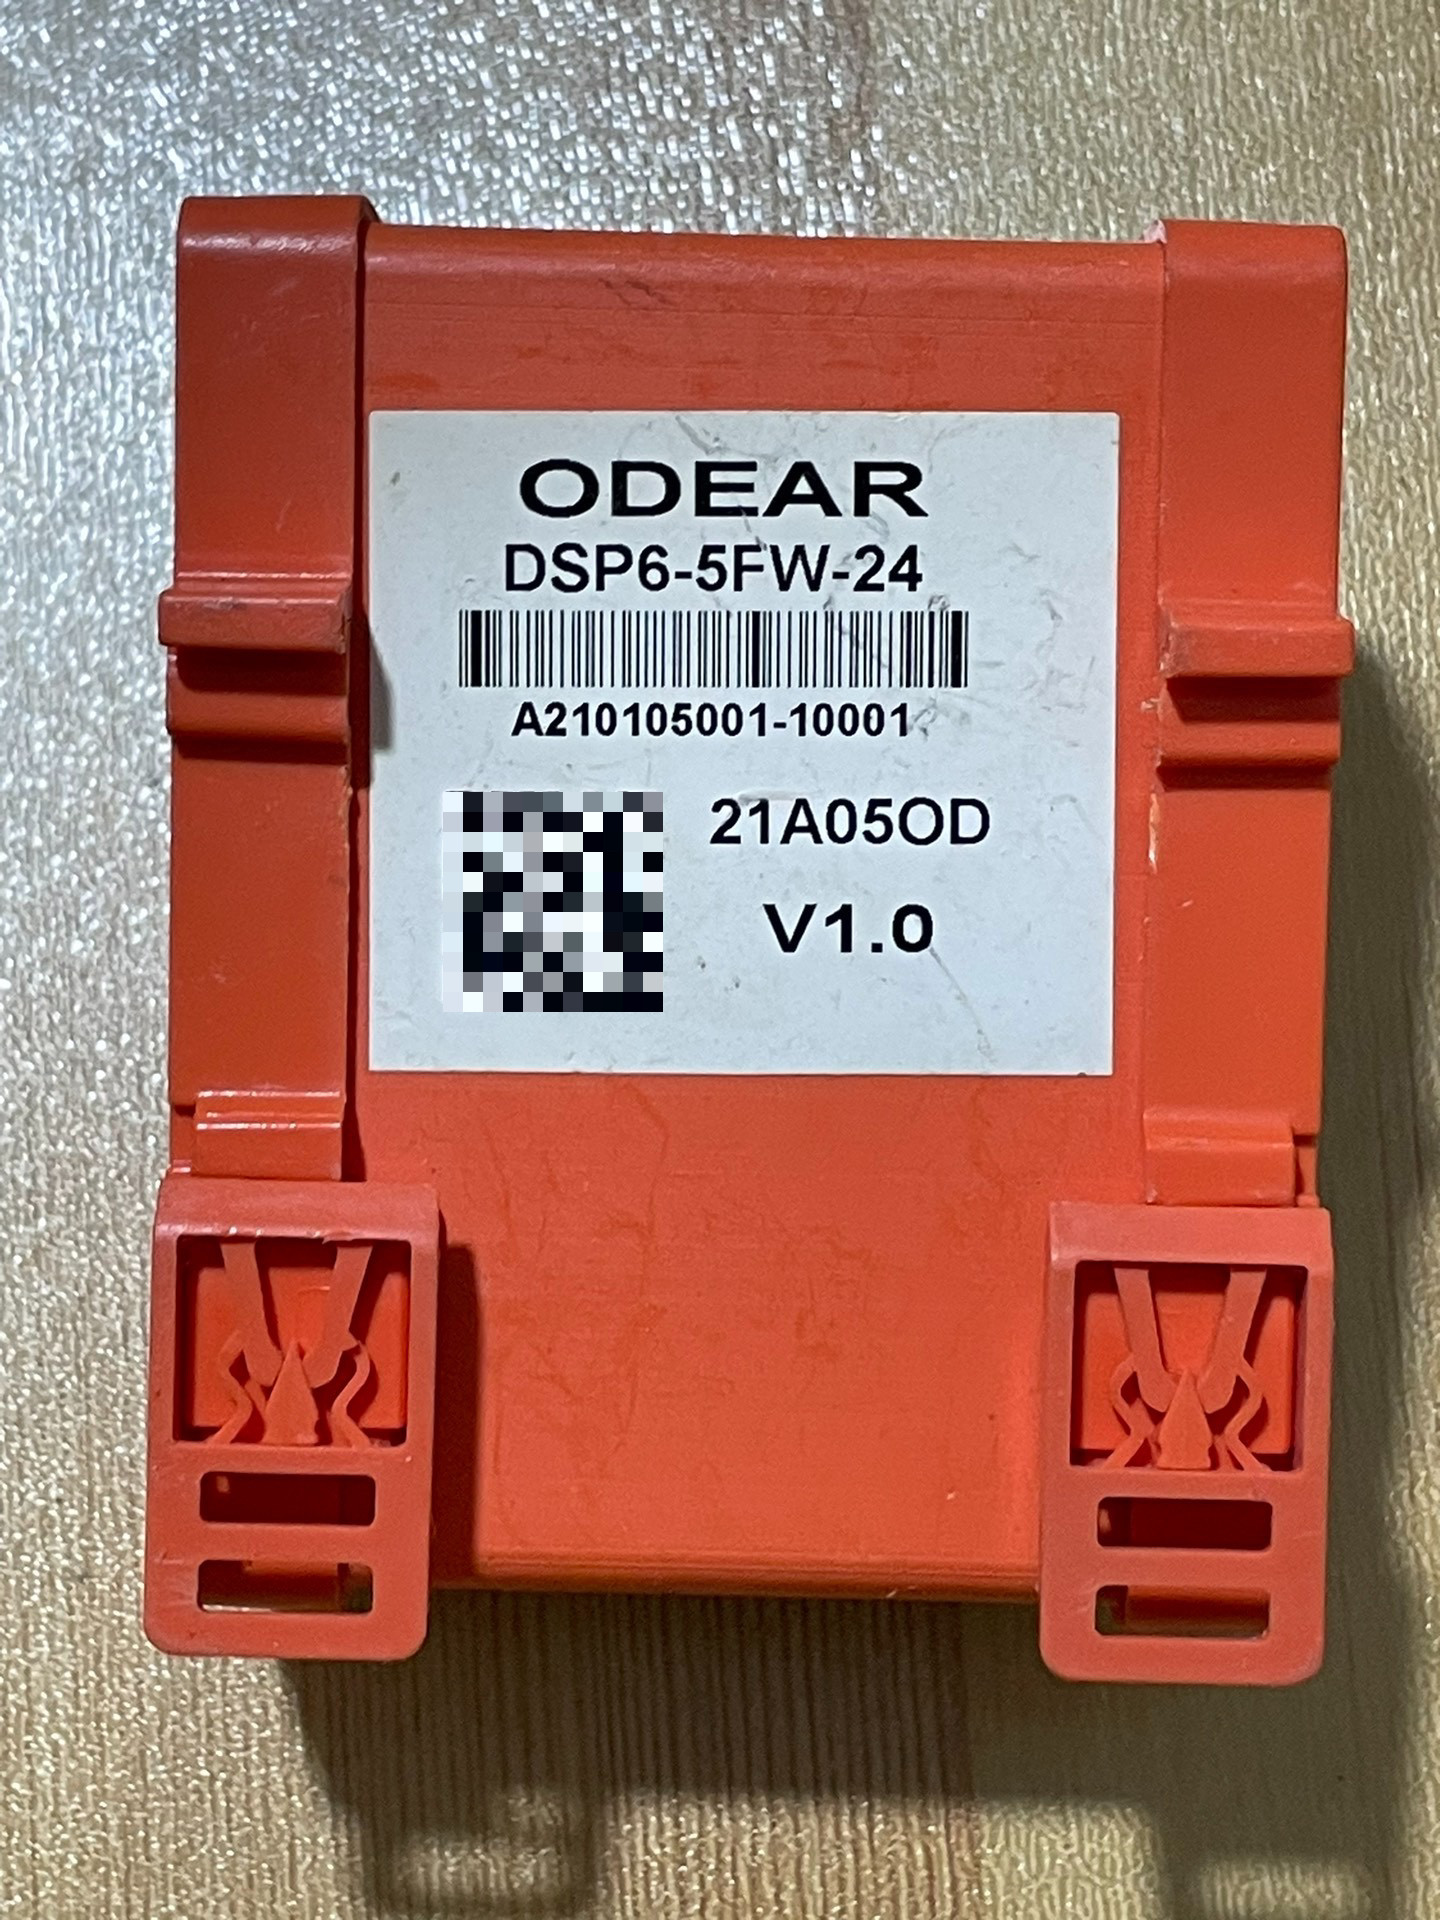 ODEAR
DSP6-5FW-24
A210105001-10001
21A05OD
V1.0